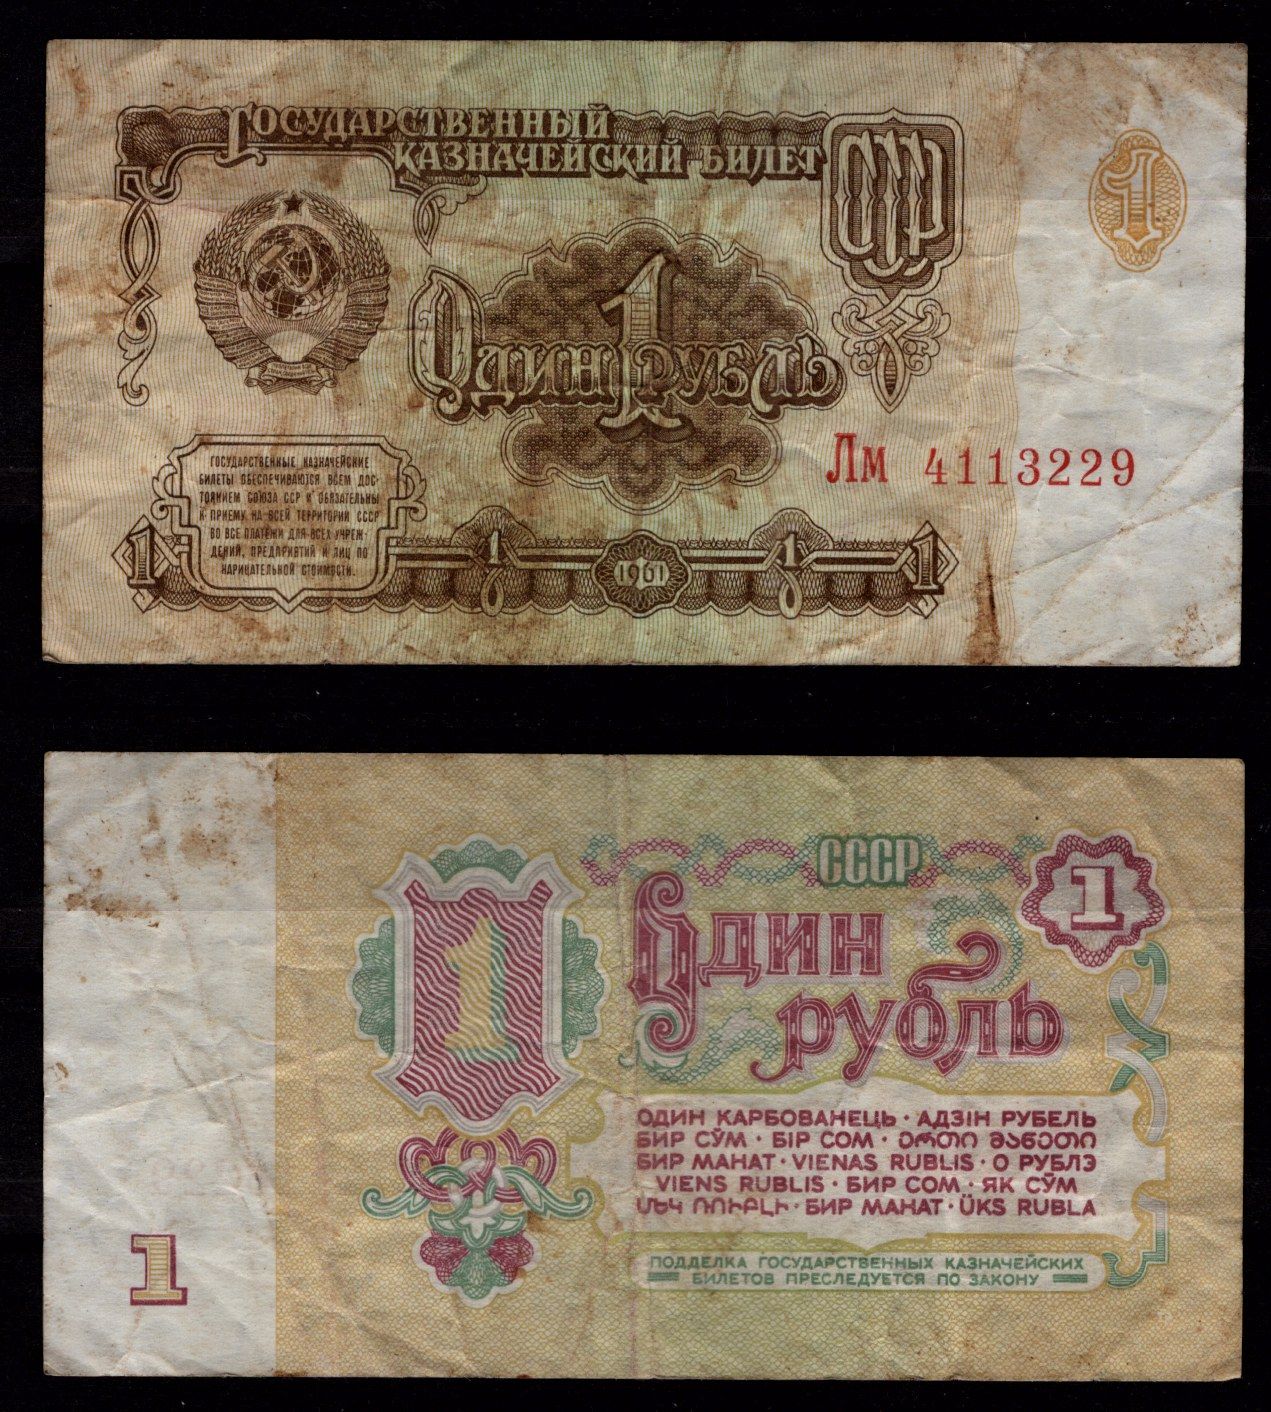 ГОСУДАРСТВЕННЫЙ
КАЗНАЧЕЙСКИЙ БИЛЕТ
СССР
1
1
ОДИН РУБЛЬ
Лм 4113229
ГОСУДАРСТВЕННЫЕ КАЗНАЧЕЙСКИЕ
БИЛЕТЫ ОБЕСПЕЧИВАЮТСЯ ВСЕМ ДОС-
ТОЯНИЕМ СОЮЗА ССР И ОБЯЗАТЕЛЬНЫ
К ПРИЕМУ НА ВСЕЙ ТЕРРИТОРИИ СССР
ВО ВСЕ ПЛАТЕЖИ ДЛЯ ВСЕХ УЧРЕЖ-
ДЕНИЙ, ПРЕДПРИЯТИЙ И ЛИЦ ПО
НАРИЦАТЕЛЬНОЙ СТОИМОСТИ.
1 1 1961 1 1
СССР
1
1
Один
рубль
ОДИН КАРБОВАНЕЦЬ · АДЗІН РУБЕЛЬ
БИР СЎМ · БІР СОМ · ერთი მანეთი
БИР МАНАТ · VIENAS RUBLIS · О РУБЛЭ
VIENS RUBLIS · БИР СОМ · ЯК СӮМ
ՄԵԿ ՌՈՒԲԼԻ · БИР МАНАТ · ÜKS RUBLA
ПОДДЕЛКА ГОСУДАРСТВЕННЫХ КАЗНАЧЕЙСКИХ
БИЛЕТОВ ПРЕСЛЕДУЕТСЯ ПО ЗАКОНУ
1